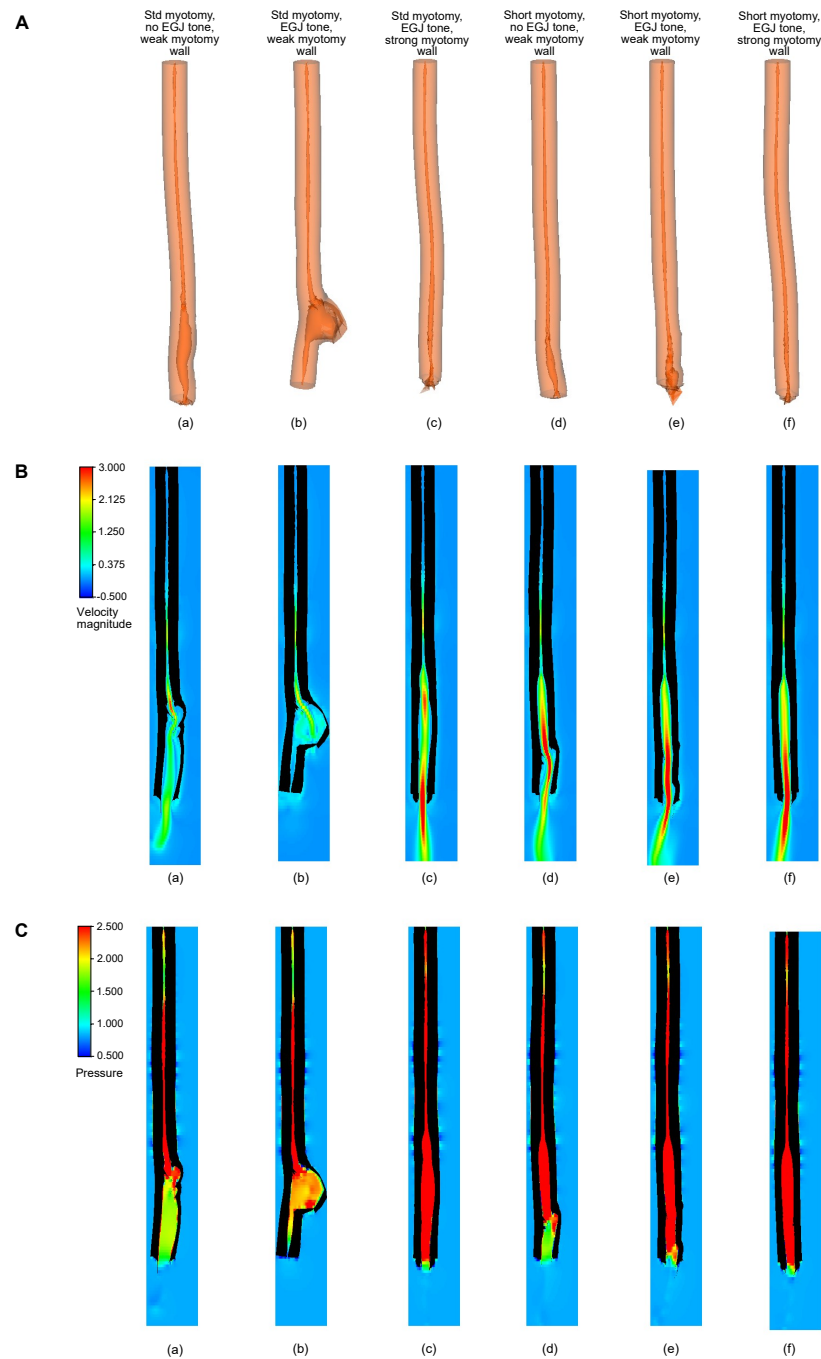 A
Std myotomy,
no EGJ tone,
weak myotomy
wall
Std myotomy,
EGJ tone,
weak myotomy
wall
Std myotomy,
EGJ tone,
strong myotomy
wall
Short myotomy,
no EGJ tone,
weak myotomy
wall
Short myotomy,
EGJ tone,
weak myotomy
wall
Short myotomy,
EGJ tone,
strong myotomy
wall
(a) (b) (c) (d) (e) (f)
B
3.000
2.125
1.250
0.375
-0.500
Velocity
magnitude
(a) (b) (c) (d) (e) (f)
C
2.500
2.000
1.500
1.000
0.500
Pressure
(a) (b) (c) (d) (e) (f)